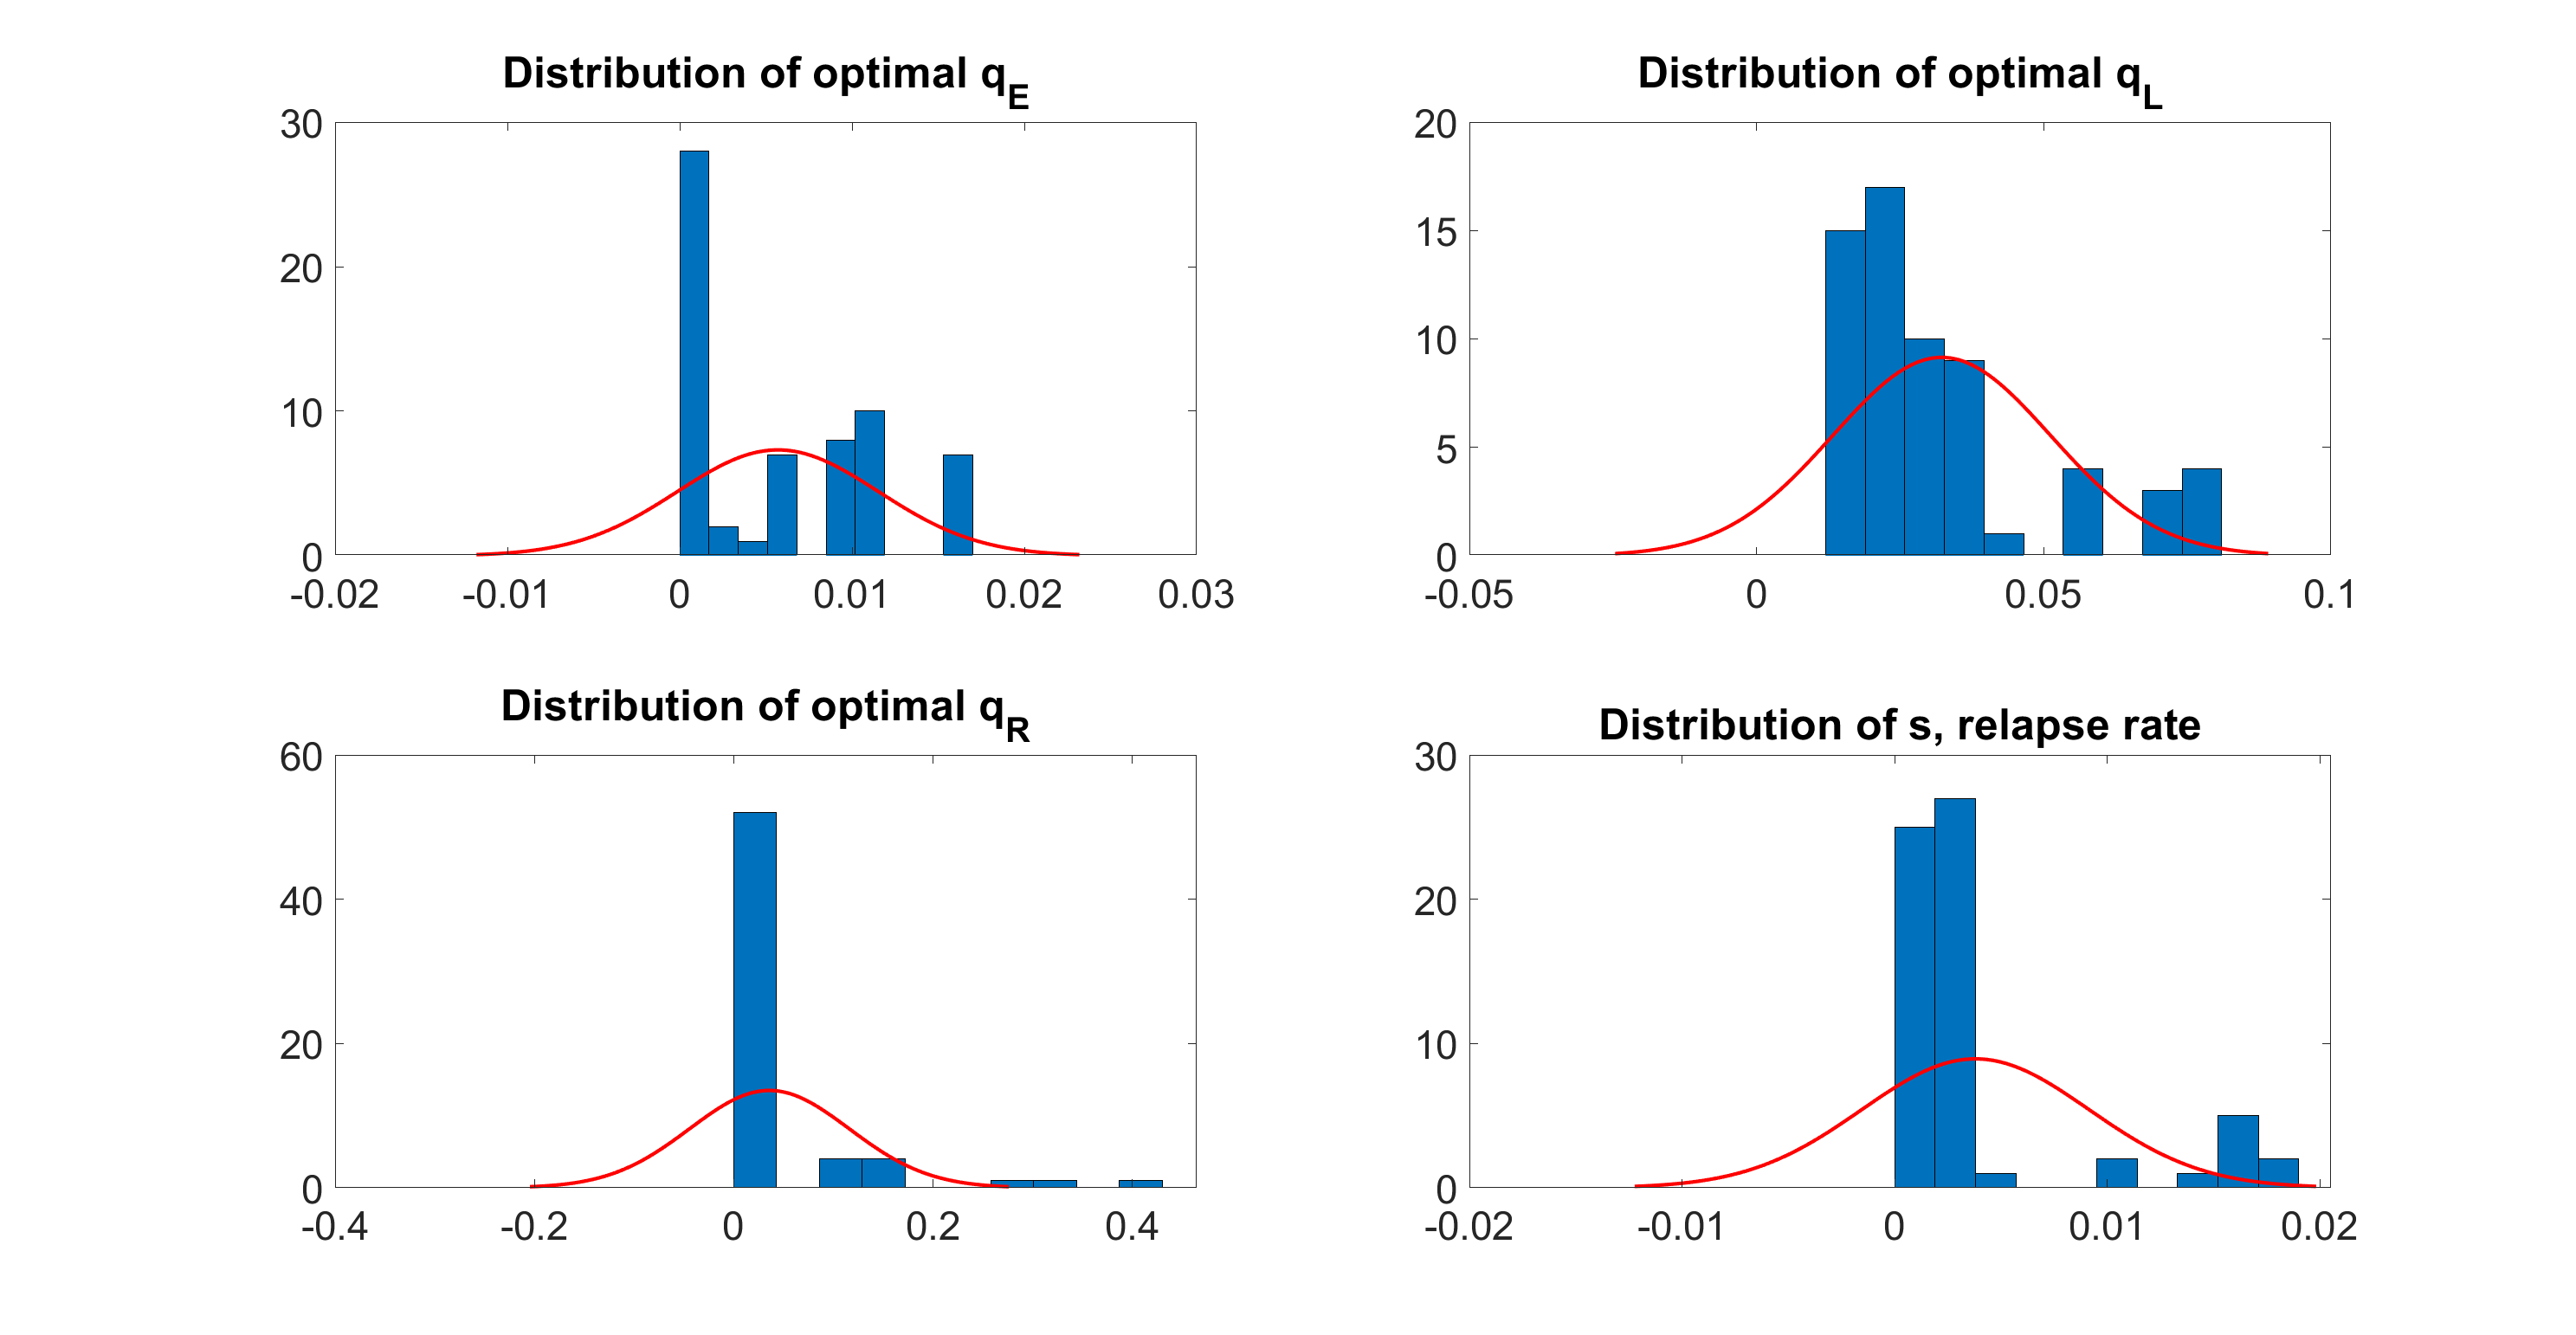 Distribution of optimal q_E
30
20
10
0
-0.02 -0.01 0 0.01 0.02 0.03
Distribution of optimal q_L
20
15
10
5
0
-0.05 0 0.05 0.1
Distribution of optimal q_R
60
40
20
0
-0.4 -0.2 0 0.2 0.4
Distribution of s, relapse rate
30
20
10
0
-0.02 -0.01 0 0.01 0.02